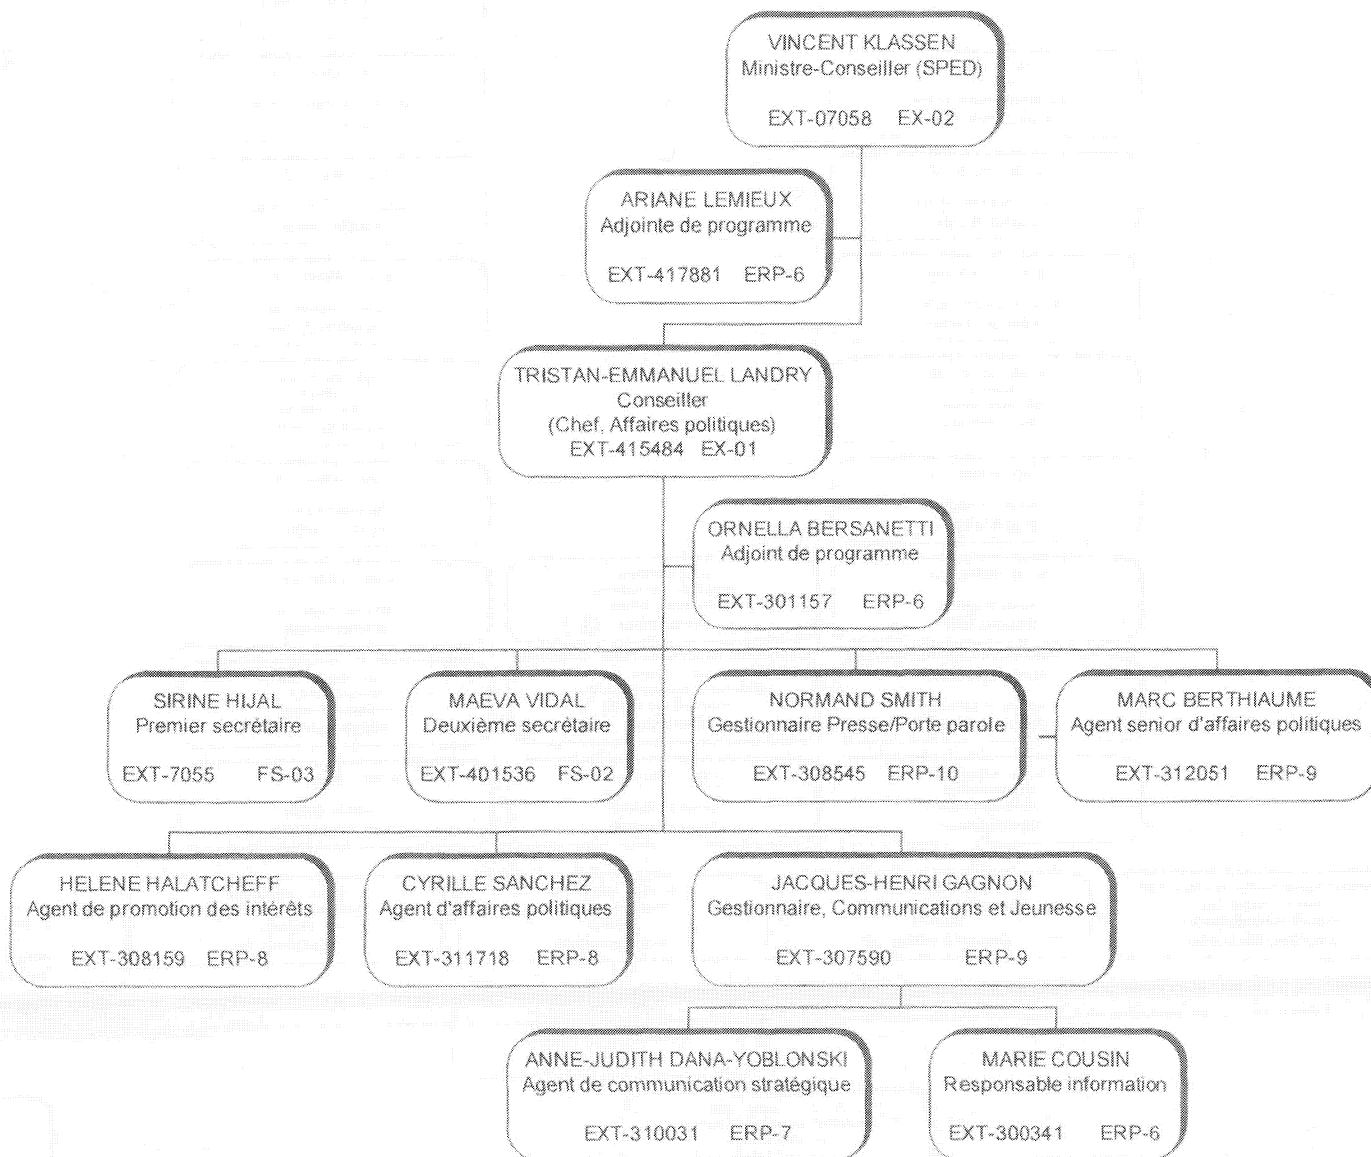 VINCENT KLASSEN
Ministre-Conseiller (SPED)
EXT-07058 EX-02
ARIANE LEMIEUX
Adjointe de programme
EXT-417881 ERP-6
TRISTAN-EMMANUEL LANDRY
Conseiller
(Chef, Affaires politiques)
EXT-415484 EX-01
ORNELLA BERSANETTI
Adjoint de programme
EXT-301157 ERP-6
SIRINE HIJAL
Premier secrétaire
EXT-7055 FS-03
MAEVA VIDAL
Deuxième secrétaire
EXT-401536 FS-02
NORMAND SMITH
Gestionnaire Presse/Porte parole
EXT-308545 ERP-10
MARC BERTHIAUME
Agent senior d'affaires politiques
EXT-312051 ERP-9
HELENE HALATCHEFF
Agent de promotion des intérêts
EXT-308159 ERP-8
CYRILLE SANCHEZ
Agent d'affaires politiques
EXT-311718 ERP-8
JACQUES-HENRI GAGNON
Gestionnaire, Communications et Jeunesse
EXT-307590 ERP-9
ANNE-JUDITH DANA-YOBLONSKI
Agent de communication stratégique
EXT-310031 ERP-7
MARIE COUSIN
Responsable information
EXT-300341 ERP-6